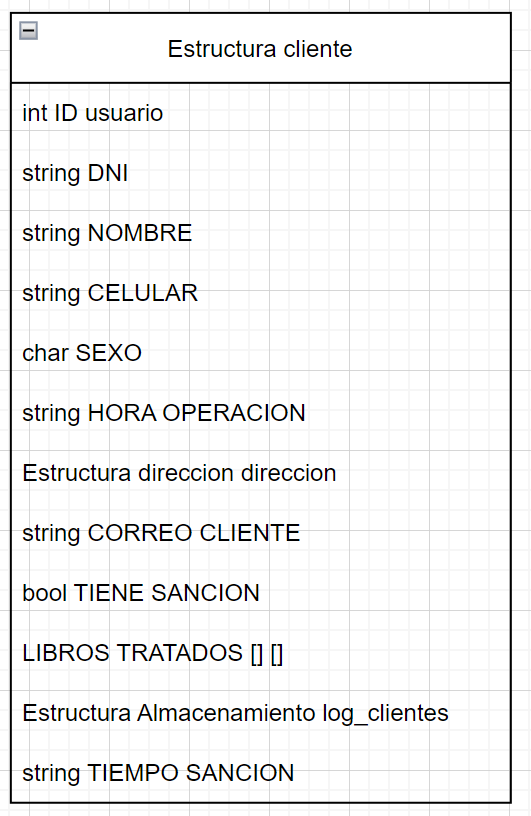 Estructura cliente
int ID usuario
string DNI
string NOMBRE
string CELULAR
char SEXO
string HORA OPERACION
Estructura direccion direccion
string CORREO CLIENTE
bool TIENE SANCION
LIBROS TRATADOS [] []
Estructura Almacenamiento log_clientes
string TIEMPO SANCION